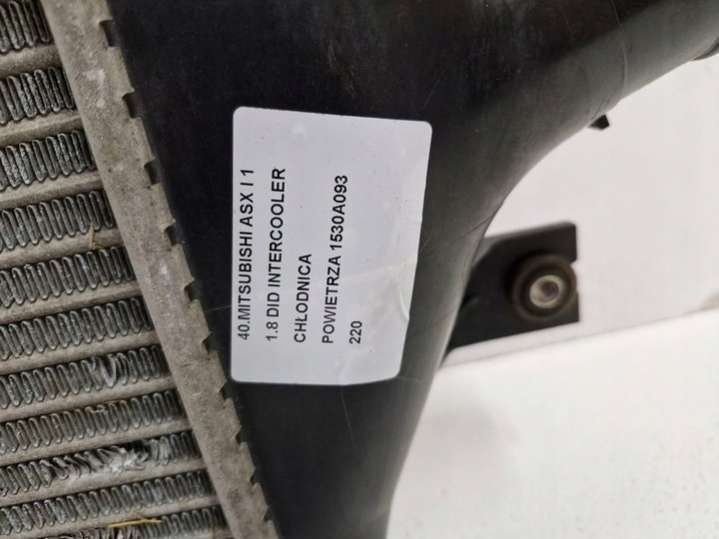 40.MITSUBISHI ASX I 1
1.8 DID INTERCOOLER
CHLODNICA
POWIETRZA 1530A093
220